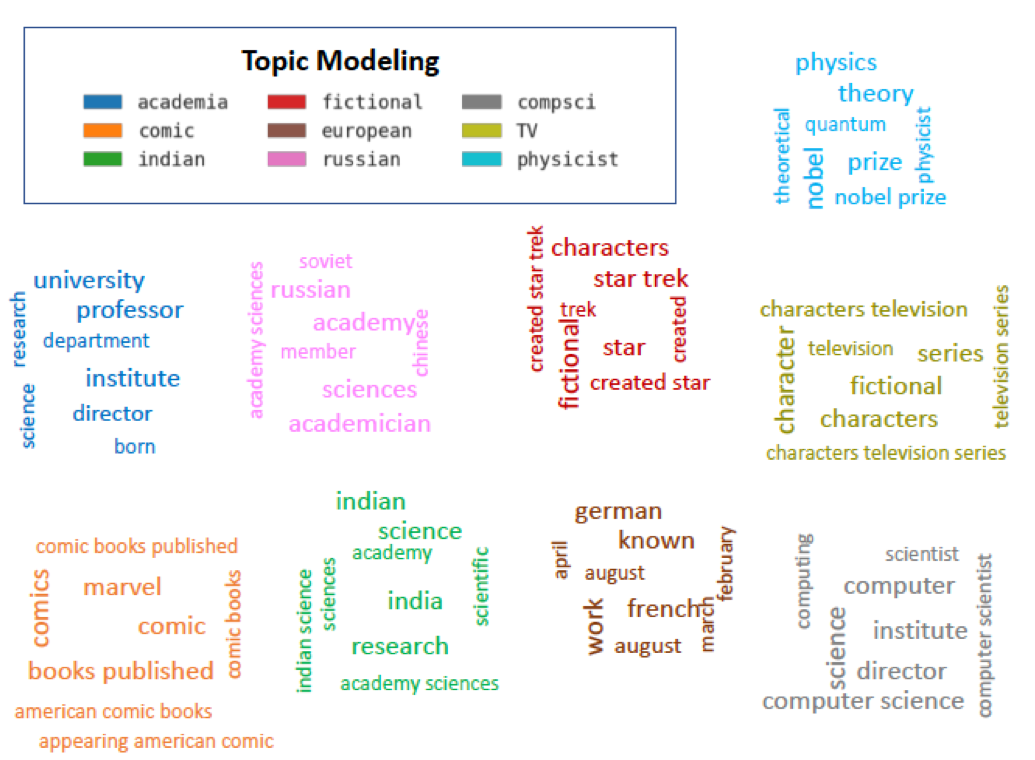 Topic Modeling
academia
fictional
compsci
comic
european
TV
indian
russian
physicist
physics
theory
quantum
theoretical
physicist
nobel
prize
nobel prize
university
professor
research
department
institute
science
director
born
soviet
russian
academy sciences
academy
chinese
member
sciences
academician
created star trek
characters
star trek
trek
created
fictional
star
created star
characters television
television series
character
television
series
fictional
characters
characters television series
comic books published
comics
marvel
comic books
comic
books published
american comic books
appearing american comic
indian
science
academy
indian science
sciences
scientific
india
research
academy sciences
german
known
april
february
august
work
french
march
august
computing
scientist
computer
computer scientist
science
institute
director
computer science